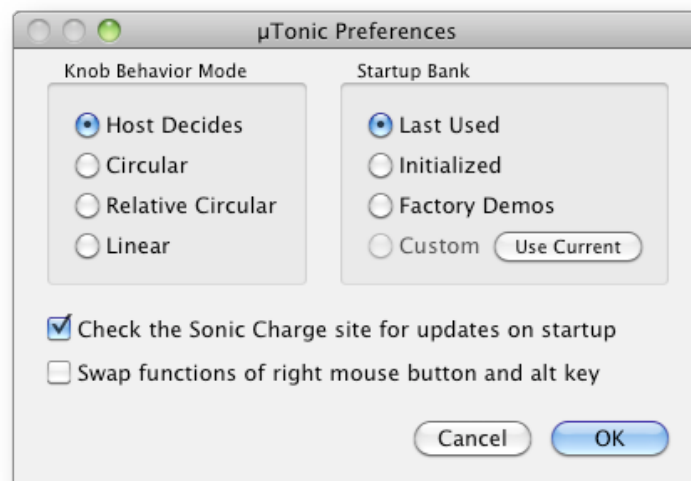 µTonic Preferences
Knob Behavior Mode
Host Decides
Circular
Relative Circular
Linear
Startup Bank
Last Used
Initialized
Factory Demos
Custom Use Current
Check the Sonic Charge site for updates on startup
Swap functions of right mouse button and alt key
Cancel OK